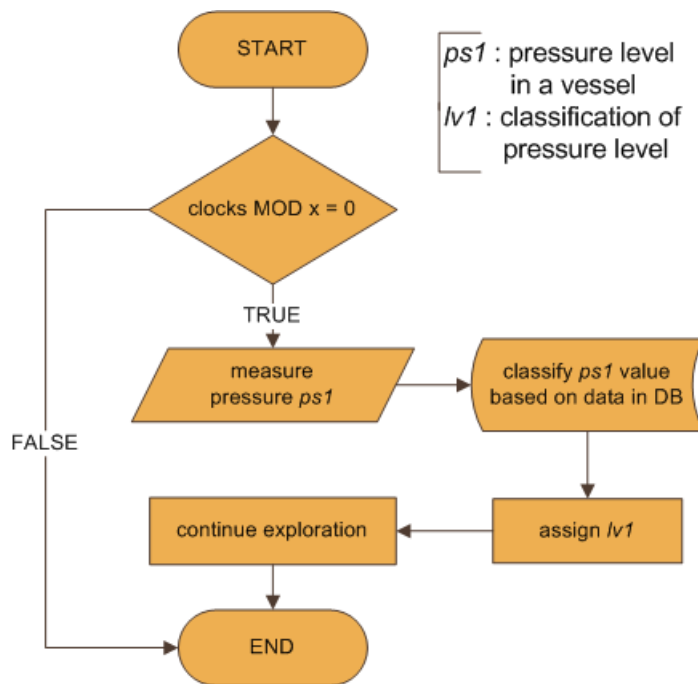 START
ps1 : pressure level
in a vessel
lv1 : classification of
pressure level
clocks MOD x = 0
TRUE
measure
pressure ps1
classify ps1 value
based on data in DB
FALSE
continue exploration
assign lv1
END